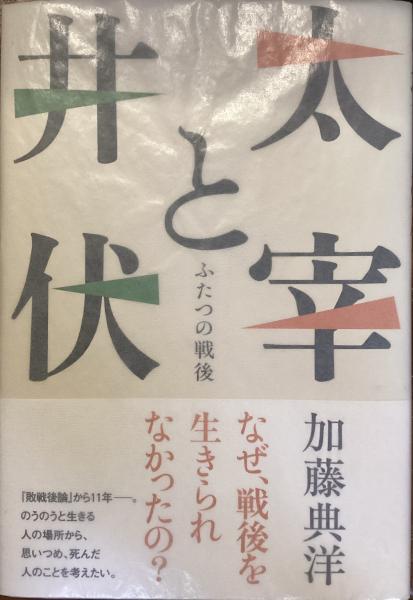 太宰
と
井伏
ふたつの戦後
加藤典洋
なぜ、戦後を
生きられ
なかったの？
『敗戦後論』から11年──。
のうのうと生きる
人の場所から、
思いつめ、死んだ
人のことを考えたい。